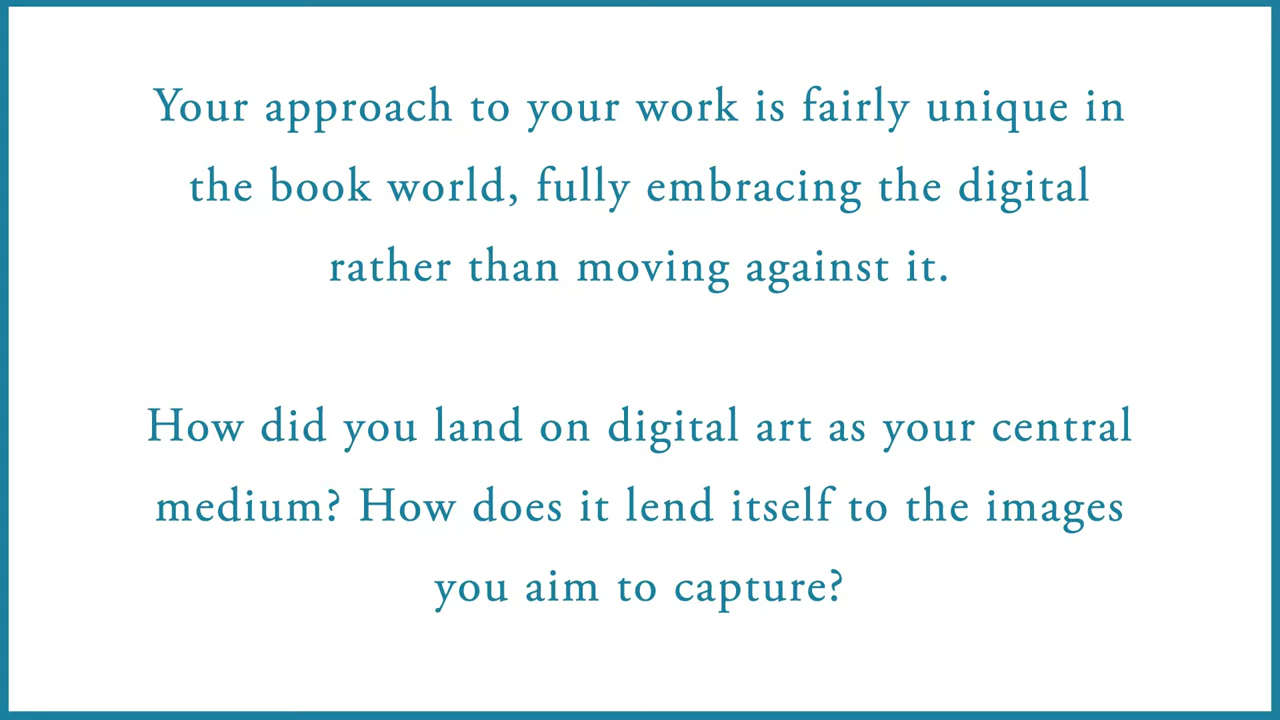 Your approach to your work is fairly unique in
the book world, fully embracing the digital
rather than moving against it.
How did you land on digital art as your central
medium? How does it lend itself to the images
you aim to capture?